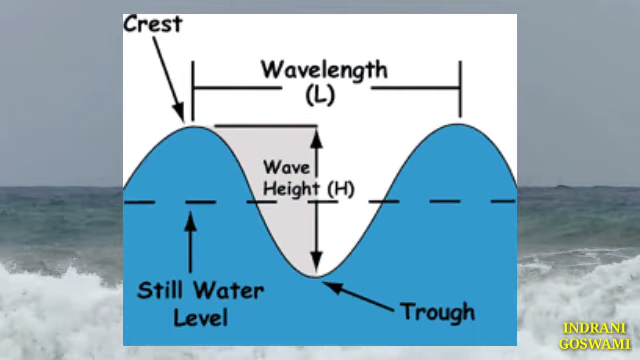 Crest
Wavelength
(L)
Wave
Height (H)
Still Water
Level
Trough
INDRANI
GOSWAMI